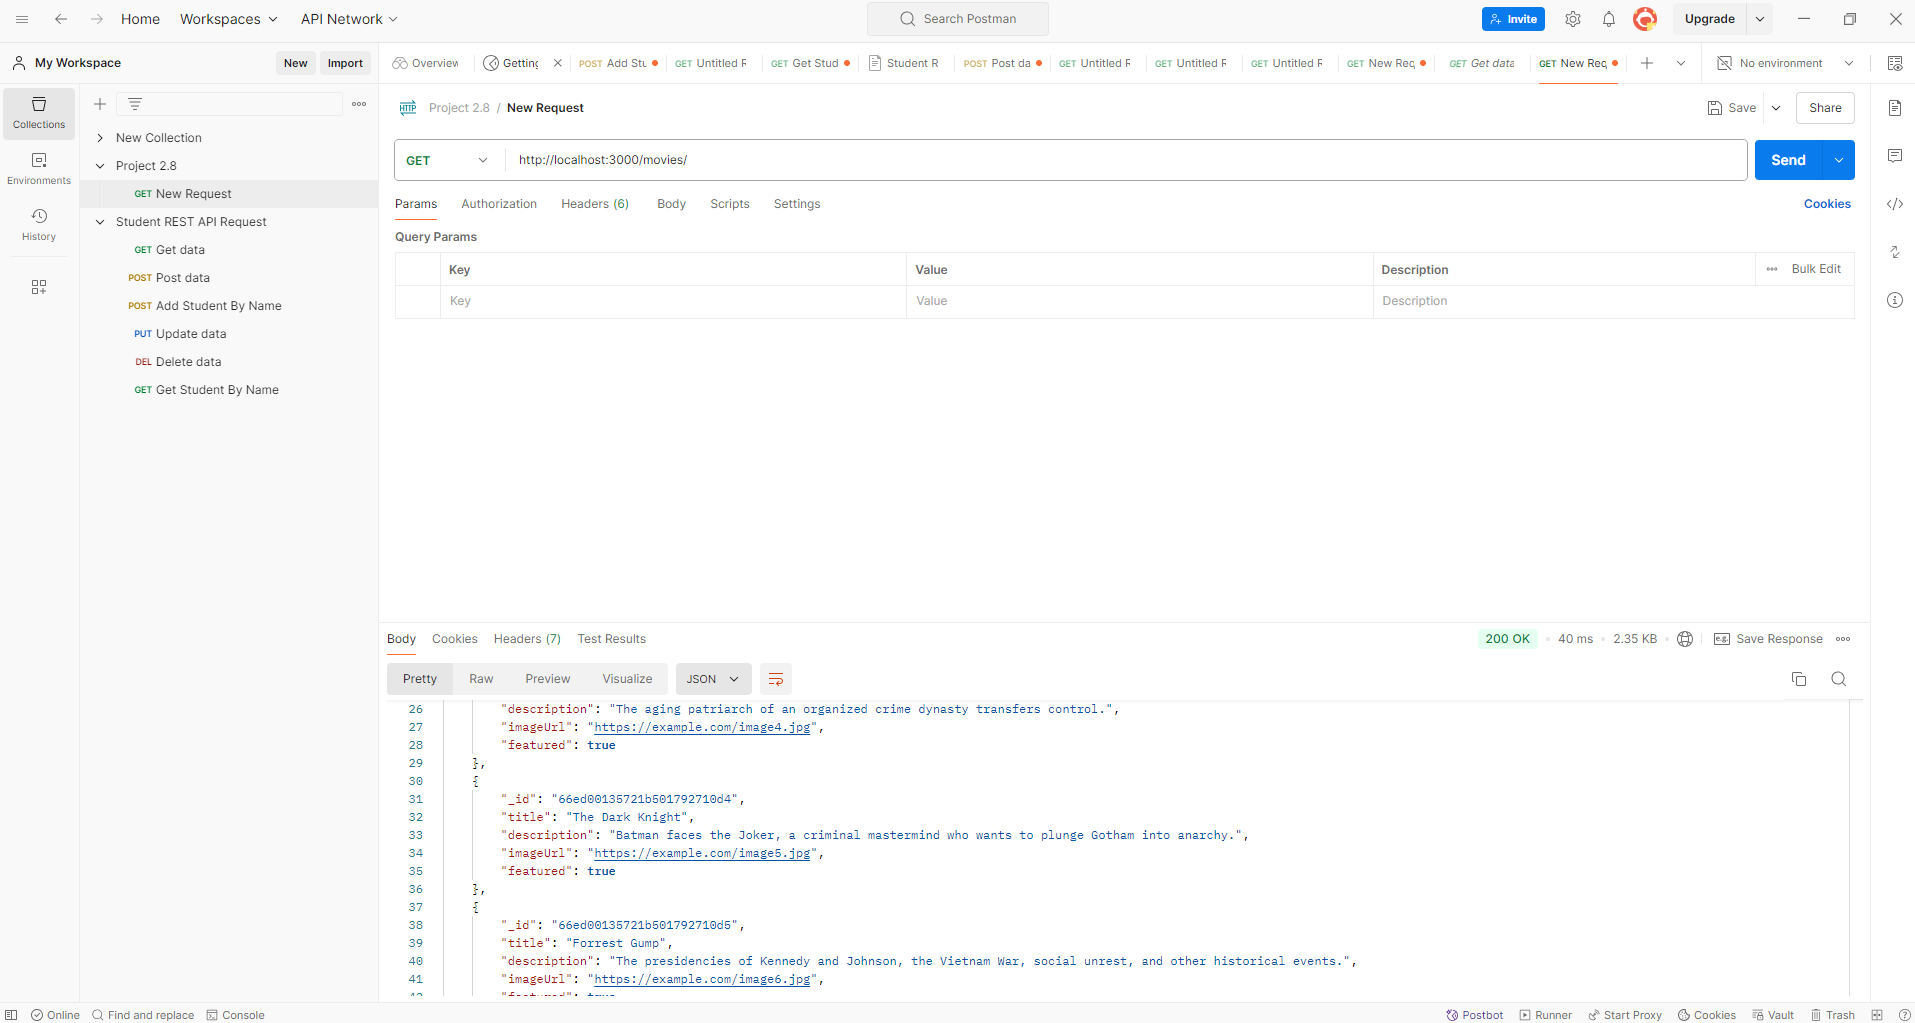 Home Workspaces API Network Search Postman Invite Upgrade
My Workspace New Import Overview Getting POST Add Stu GET Untitled R GET Get Stud Student R POST Post da GET Untitled R GET Untitled R GET Untitled R GET New Req GET Get data GET New Req No environment
Collections
Environments
History
New Collection
Project 2.8
GET New Request
Student REST API Request
GET Get data
POST Post data
POST Add Student By Name
PUT Update data
DEL Delete data
GET Get Student By Name
HTTP Project 2.8 / New Request Save Share
GET http://localhost:3000/movies/ Send
Params Authorization Headers (6) Body Scripts Settings Cookies
Query Params
Key Value Description Bulk Edit
Key Value Description
Body Cookies Headers (7) Test Results 200 OK 40 ms 2.35 KB e.g. Save Response
Pretty Raw Preview Visualize JSON
26 "description": "The aging patriarch of an organized crime dynasty transfers control.",
27 "imageUrl": "https://example.com/image4.jpg",
28 "featured": true
29 },
30 {
31 "_id": "66ed00135721b501792710d4",
32 "title": "The Dark Knight",
33 "description": "Batman faces the Joker, a criminal mastermind who wants to plunge Gotham into anarchy.",
34 "imageUrl": "https://example.com/image5.jpg",
35 "featured": true
36 },
37 {
38 "_id": "66ed00135721b501792710d5",
39 "title": "Forrest Gump",
40 "description": "The presidencies of Kennedy and Johnson, the Vietnam War, social unrest, and other historical events.",
41 "imageUrl": "https://example.com/image6.jpg",
Online Find and replace Console Postbot Runner Start Proxy Cookies Vault Trash